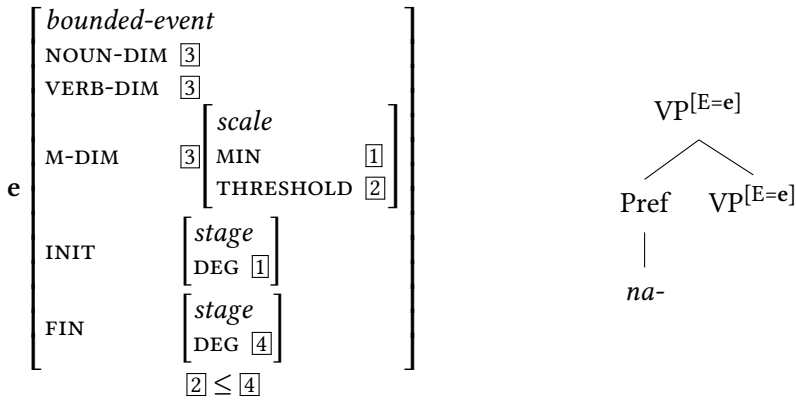 bounded-event
NOUN-DIM 3
VERB-DIM 3
scale
M-DIM 3 MIN 1
THRESHOLD 2
e
stage
INIT
DEG 1
stage
FIN
DEG 4
2 ≤ 4
VP[E=e]
Pref VP[E=e]
na-